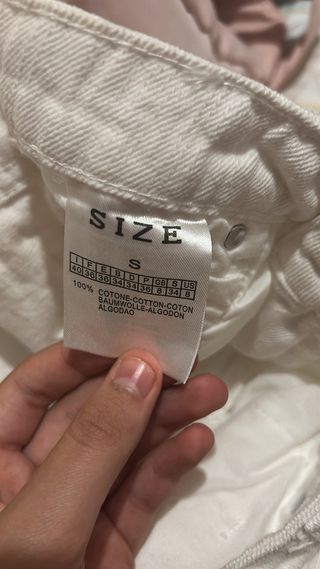 SIZE
S
I F E B D P GB S US
40 36 36 34 34 36 8 34 8
100% COTONE-COTTON-COTON
BAUMWOLLE-ALGODON
ALGODAO